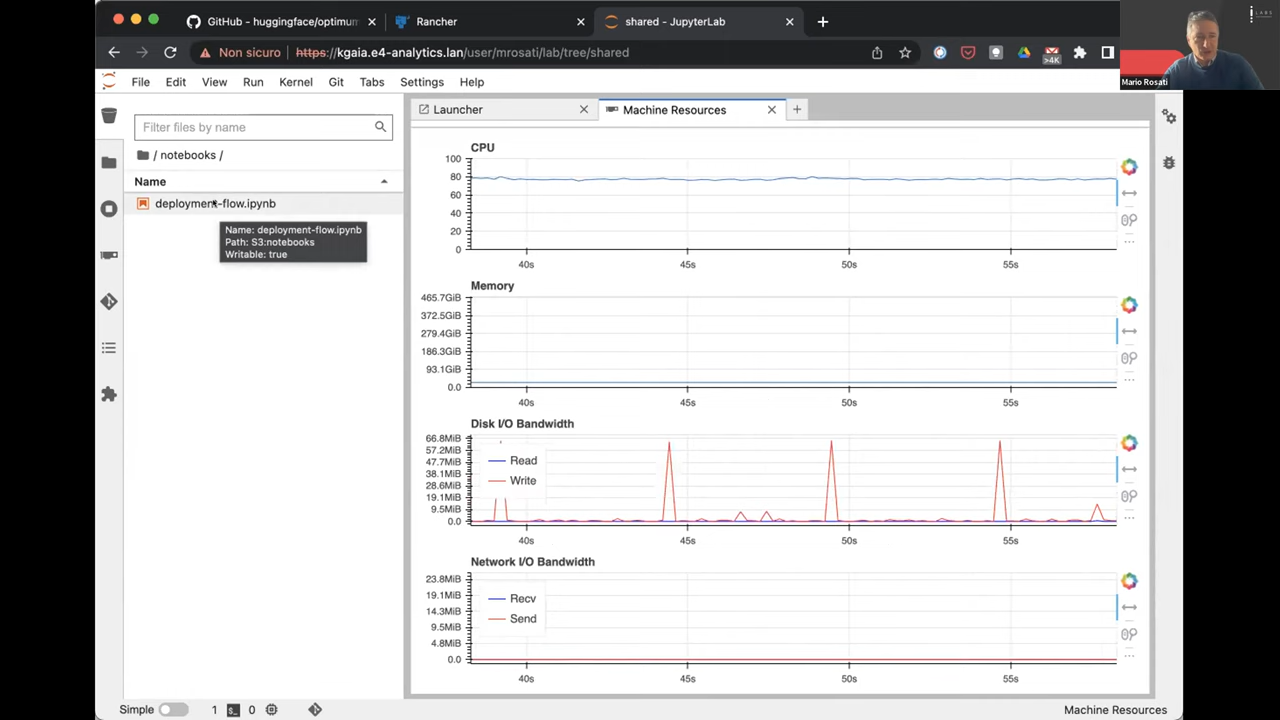 GitHub - huggingface/optimum
Rancher
shared - JupyterLab
Non sicuro https://kgaia.e4-analytics.lan/user/mrosati/lab/tree/shared
>4K
LABS
Mario Rosati
File Edit View Run Kernel Git Tabs Settings Help
Filter files by name
/ notebooks /
Name
deployment-flow.ipynb
Name: deployment-flow.ipynb
Path: S3:notebooks
Writable: true
Launcher
Machine Resources
CPU
100
80
60
40
20
0
40s 45s 50s 55s
Memory
465.7GiB
372.5GiB
279.4GiB
186.3GiB
93.1GiB
0.0
40s 45s 50s 55s
Disk I/O Bandwidth
66.8MiB
57.2MiB
47.7MiB
38.1MiB
28.6MiB
19.1MiB
9.5MiB
0.0
Read
Write
40s 45s 50s 55s
Network I/O Bandwidth
23.8MiB
19.1MiB
14.3MiB
9.5MiB
4.8MiB
0.0
Recv
Send
40s 45s 50s 55s
Simple 1 0
Machine Resources